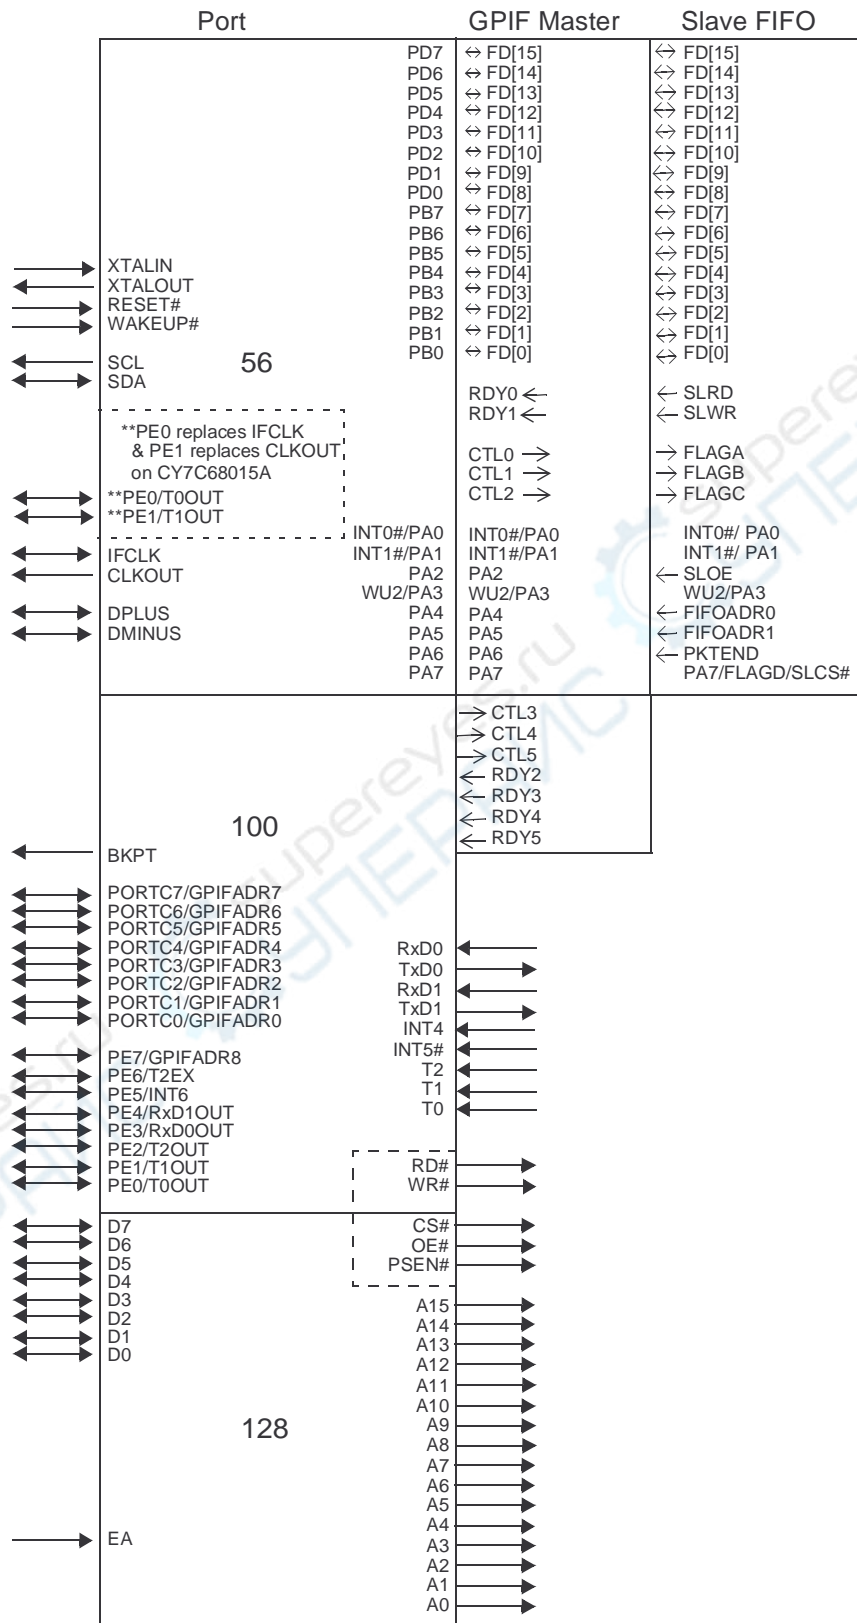 Port GPIF Master Slave FIFO
PD7 FD[15] FD[15]
PD6 FD[14] FD[14]
PD5 FD[13] FD[13]
PD4 FD[12] FD[12]
PD3 FD[11] FD[11]
PD2 FD[10] FD[10]
PD1 FD[9] FD[9]
PD0 FD[8] FD[8]
PB7 FD[7] FD[7]
PB6 FD[6] FD[6]
PB5 FD[5] FD[5]
XTALIN PB4 FD[4] FD[4]
XTALOUT PB3 FD[3] FD[3]
RESET# PB2 FD[2] FD[2]
WAKEUP# PB1 FD[1] FD[1]
PB0 FD[0] FD[0]
SCL 56
SDA
RDY0 SLRD
RDY1 SLWR
**PE0 replaces IFCLK
& PE1 replaces CLKOUT
on CY7C68015A
CTL0 FLAGA
CTL1 FLAGB
CTL2 FLAGC
**PE0/T0OUT
**PE1/T1OUT
INT0#/PA0 INT0#/PA0 INT0#/ PA0
IFCLK INT1#/PA1 INT1#/PA1 INT1#/ PA1
CLKOUT PA2 PA2 SLOE
WU2/PA3 WU2/PA3 WU2/PA3
DPLUS PA4 PA4 FIFOADR0
DMINUS PA5 PA5 FIFOADR1
PA6 PA6 PKTEND
PA7 PA7 PA7/FLAGD/SLCS#
CTL3
CTL4
CTL5
RDY2
RDY3
RDY4
100
RDY5
BKPT
PORTC7/GPIFADR7
PORTC6/GPIFADR6
PORTC5/GPIFADR5
PORTC4/GPIFADR4 RxD0
PORTC3/GPIFADR3 TxD0
PORTC2/GPIFADR2 RxD1
PORTC1/GPIFADR1 TxD1
PORTC0/GPIFADR0 INT4
PE7/GPIFADR8 INT5#
PE6/T2EX T2
PE5/INT6 T1
PE4/RxD1OUT T0
PE3/RxD0OUT
PE2/T2OUT
PE1/T1OUT RD#
PE0/T0OUT WR#
D7 CS#
D6 OE#
D5 PSEN#
D4
D3 A15
D2 A14
D1 A13
D0 A12
A11
A10
128 A9
A8
A7
A6
A5
A4
EA A3
A2
A1
A0
supereyes.ru
СУПЕРАЙС